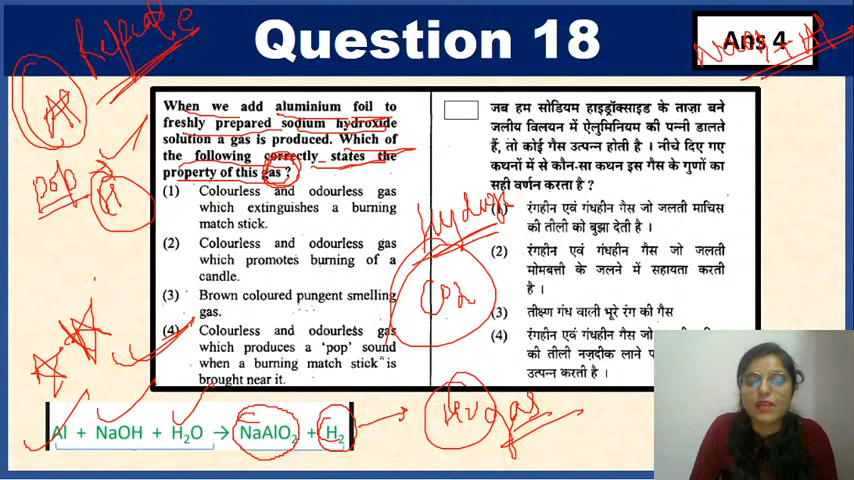 Question 18
Ans 4
Repeate
When we add aluminium foil to
freshly prepared sodium hydroxide
solution a gas is produced. Which of
the following correctly states the
property of this gas ?
(1) Colourless and odourless gas
which extinguishes a burning
match stick.
(2) Colourless and odourless gas
which promotes burning of a
candle.
(3) Brown coloured pungent smelling
gas.
(4) Colourless and odourless gas
which produces a 'pop' sound
when a burning match stick is
brought near it.
जब हम सोडियम हाइड्रॉक्साइड के ताज़ा बने
जलीय विलयन में ऐलुमिनियम की पन्नी डालते
हैं, तो कोई गैस उत्पन्न होती है । नीचे दिए गए
कथनों में से कौन-सा कथन इस गैस के गुणों का
सही वर्णन करता है ?
(1) रंगहीन एवं गंधहीन गैस जो जलती माचिस
की तीली को बुझा देती है ।
(2) रंगहीन एवं गंधहीन गैस जो जलती
मोमबत्ती के जलने में सहायता करती
है ।
(3) तीक्ष्ण गंध वाली भूरे रंग की गैस
(4) रंगहीन एवं गंधहीन गैस जो
की तीली नज़दीक लाने
उत्पन्न करती है ।
pop
CO2
Al + NaOH + H₂O → NaAlO₂ + H₂
gas